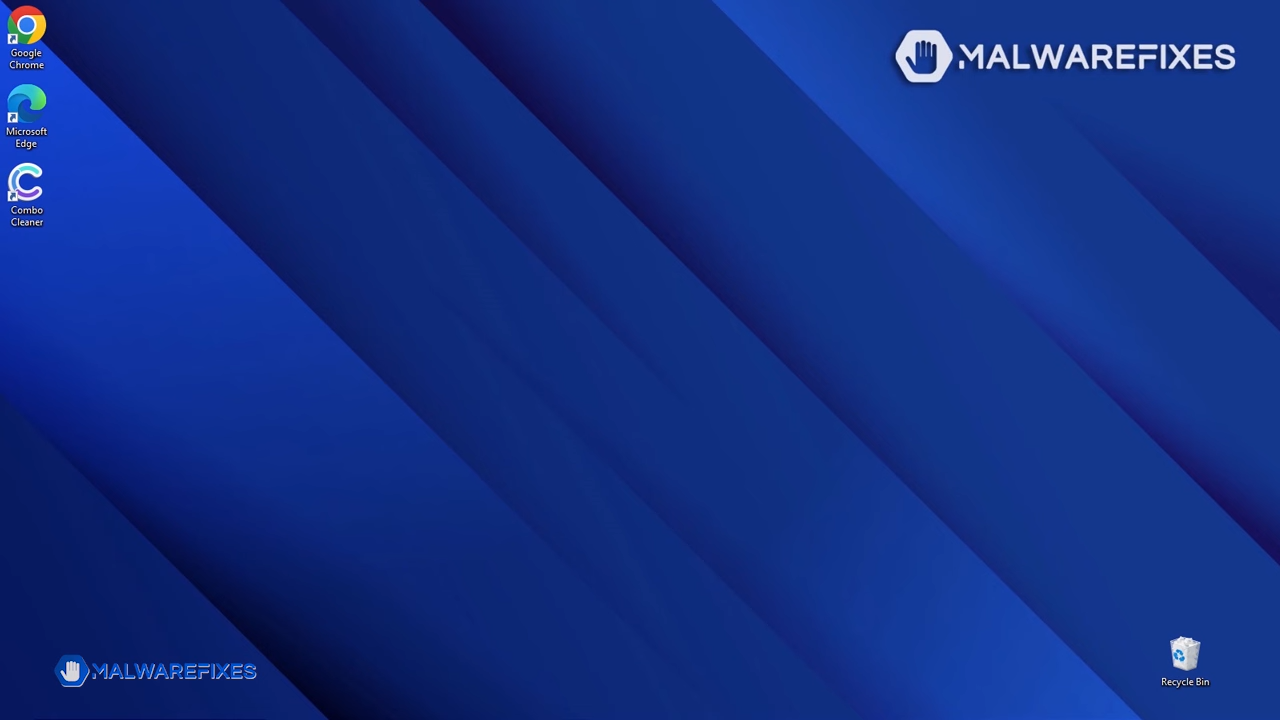 Google
Chrome
MALWAREFIXES
Microsoft
Edge
Combo
Cleaner
MALWAREFIXES
Recycle Bin